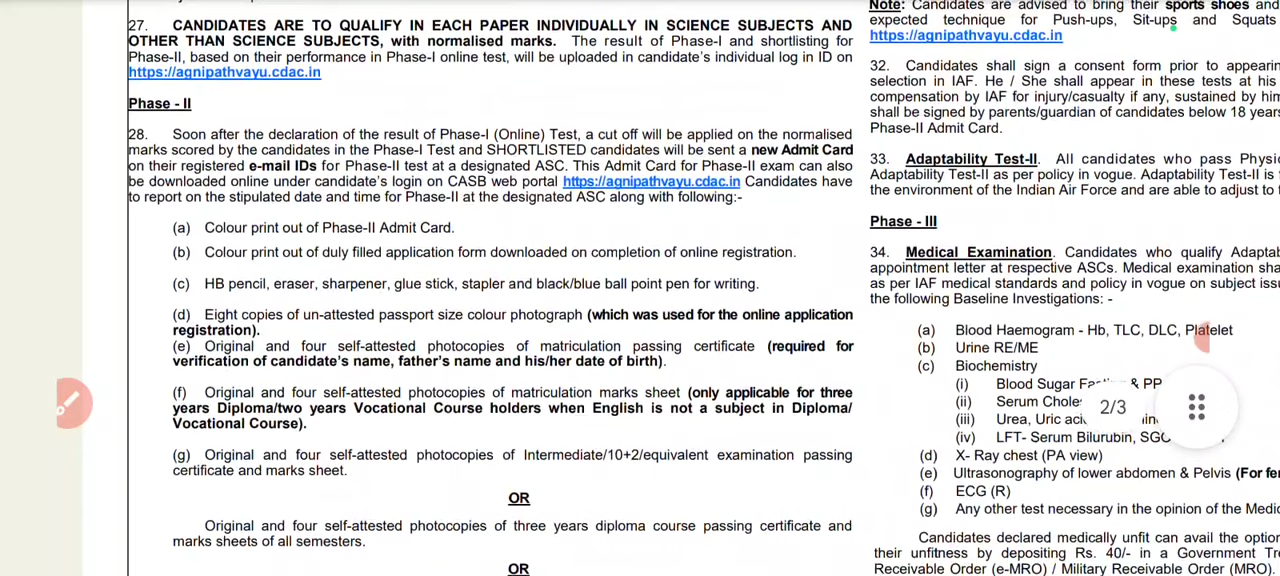 27. CANDIDATES ARE TO QUALIFY IN EACH PAPER INDIVIDUALLY IN SCIENCE SUBJECTS AND
OTHER THAN SCIENCE SUBJECTS, with normalised marks. The result of Phase-I and shortlisting for
Phase-II, based on their performance in Phase-I online test, will be uploaded in candidate's individual log in ID on
https://agnipathvayu.cdac.in
Phase - II
28. Soon after the declaration of the result of Phase-I (Online) Test, a cut off will be applied on the normalised
marks scored by the candidates in the Phase-I Test and SHORTLISTED candidates will be sent a new Admit Card
on their registered e-mail IDs for Phase-II test at a designated ASC. This Admit Card for Phase-II exam can also
be downloaded online under candidate's login on CASB web portal https://agnipathvayu.cdac.in Candidates have
to report on the stipulated date and time for Phase-II at the designated ASC along with following:-
(a) Colour print out of Phase-II Admit Card.
(b) Colour print out of duly filled application form downloaded on completion of online registration.
(c) HB pencil, eraser, sharpener, glue stick, stapler and black/blue ball point pen for writing.
(d) Eight copies of un-attested passport size colour photograph (which was used for the online application
registration).
(e) Original and four self-attested photocopies of matriculation passing certificate (required for
verification of candidate's name, father's name and his/her date of birth).
(f) Original and four self-attested photocopies of matriculation marks sheet (only applicable for three
years Diploma/two years Vocational Course holders when English is not a subject in Diploma/
Vocational Course).
(g) Original and four self-attested photocopies of Intermediate/10+2/equivalent examination passing
certificate and marks sheet.
OR
Original and four self-attested photocopies of three years diploma course passing certificate and
marks sheets of all semesters.
OR
Note: Candidates are advised to bring their sports shoes and
expected technique for Push-ups, Sit-ups and Squats
https://agnipathvayu.cdac.in
32. Candidates shall sign a consent form prior to appearin
selection in IAF. He / She shall appear in these tests at his
compensation by IAF for injury/casualty if any, sustained by him
shall be signed by parents/guardian of candidates below 18 years
Phase-II Admit Card.
33. Adaptability Test-II. All candidates who pass Physic
Adaptability Test-II as per policy in vogue. Adaptability Test-II is
the environment of the Indian Air Force and are able to adjust to
Phase - III
34. Medical Examination. Candidates who qualify Adaptab
appointment letter at respective ASCs. Medical examination sha
as per IAF medical standards and policy in vogue on subject issu
the following Baseline Investigations: -
(a) Blood Haemogram - Hb, TLC, DLC, Platelet
(b) Urine RE/ME
(c) Biochemistry
(i) Blood Sugar & PP
(ii) Serum
(iii) Urea, Uric
(iv) LFT- Serum Bilurubin,
2/3
(d) X- Ray chest (PA view)
(e) Ultrasonography of lower abdomen & Pelvis (For fe
(f) ECG (R)
(g) Any other test necessary in the opinion of the Medic
Candidates declared medically unfit can avail the option
their unfitness by depositing Rs. 40/- in a Government Tre
Receivable Order (e-MRO) / Military Receivable Order (MRO).